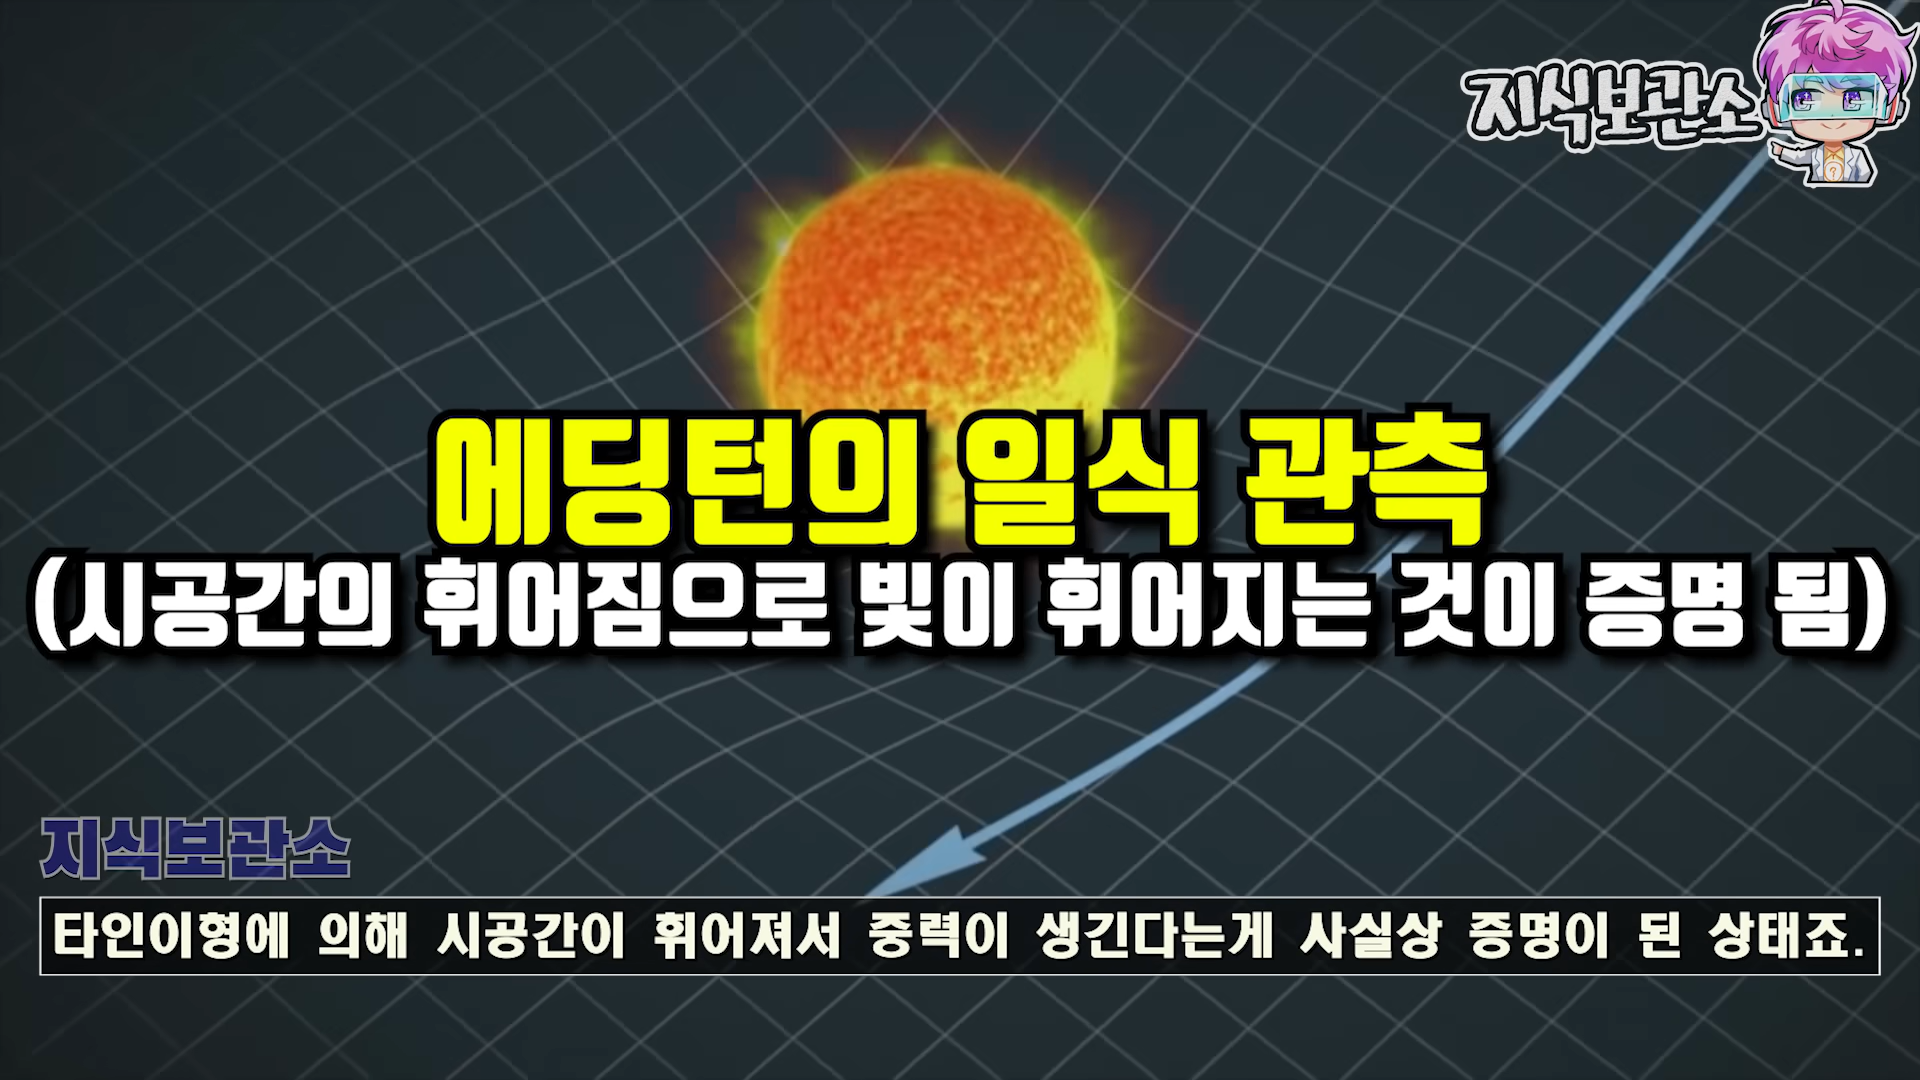 지식보관소
에딩턴의 일식 관측
(시공간의 휘어짐으로 빛이 휘어지는 것이 증명 됨)
지식보관소
타인이형에 의해 시공간이 휘어져서 중력이 생긴다는게 사실상 증명이 된 상태죠.